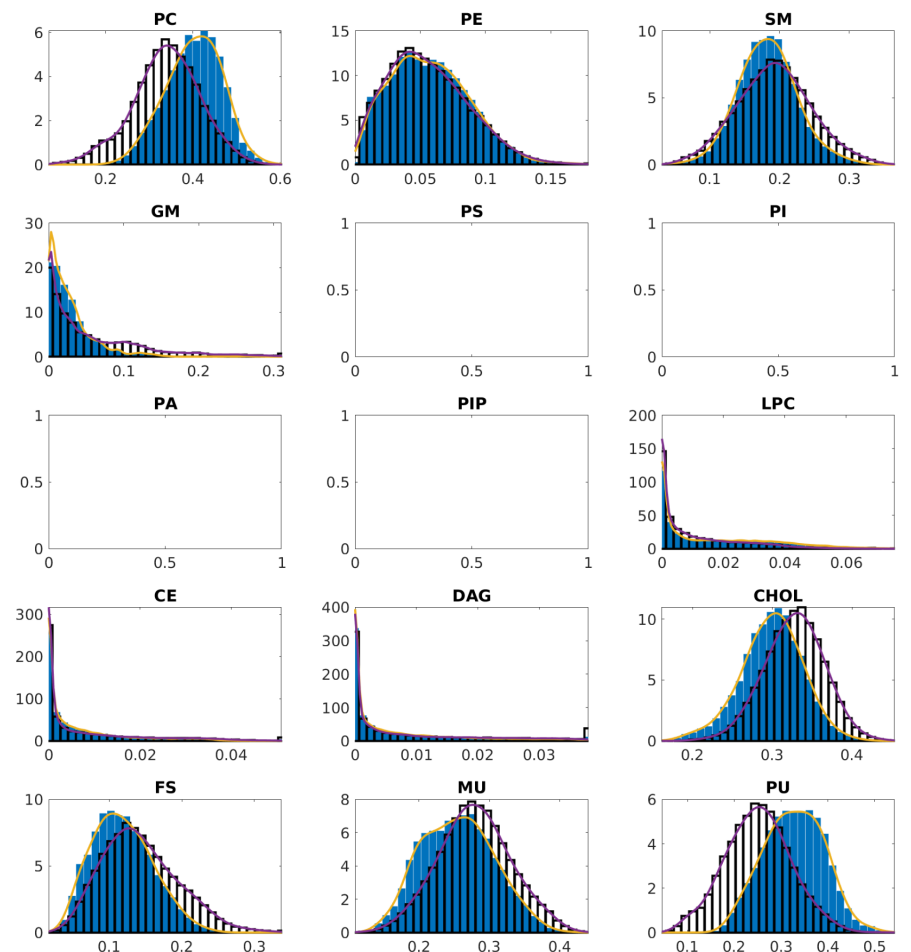 PC PE SM
6 4 2 0 0.2 0.4 0.6
15 10 5 0 0 0.05 0.1 0.15
10 5 0 0.1 0.2 0.3
GM PS PI
30 20 10 0 0 0.1 0.2 0.3
1 0.5 0 0 0.5 1
1 0.5 0 0 0.5 1
PA PIP LPC
1 0.5 0 0 0.5 1
1 0.5 0 0 0.5 1
200 150 100 50 0 0 0.02 0.04 0.06
CE DAG CHOL
300 200 100 0 0 0.02 0.04
400 300 200 100 0 0 0.01 0.02 0.03
10 5 0 0.2 0.3 0.4
FS MU PU
10 5 0 0.1 0.2 0.3
8 6 4 2 0 0.2 0.3 0.4
6 4 2 0 0.1 0.2 0.3 0.4 0.5